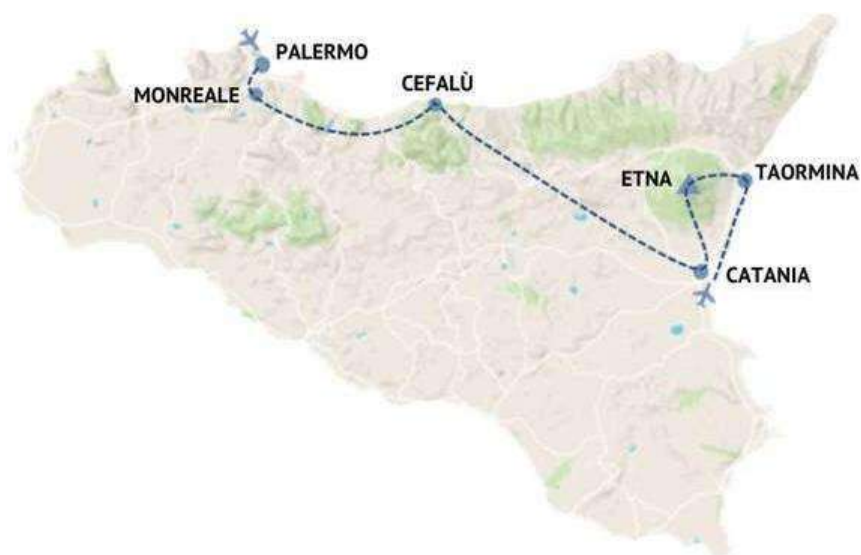 PALERMO
MONREALE
CEFALÙ
ETNA
TAORMINA
CATANIA